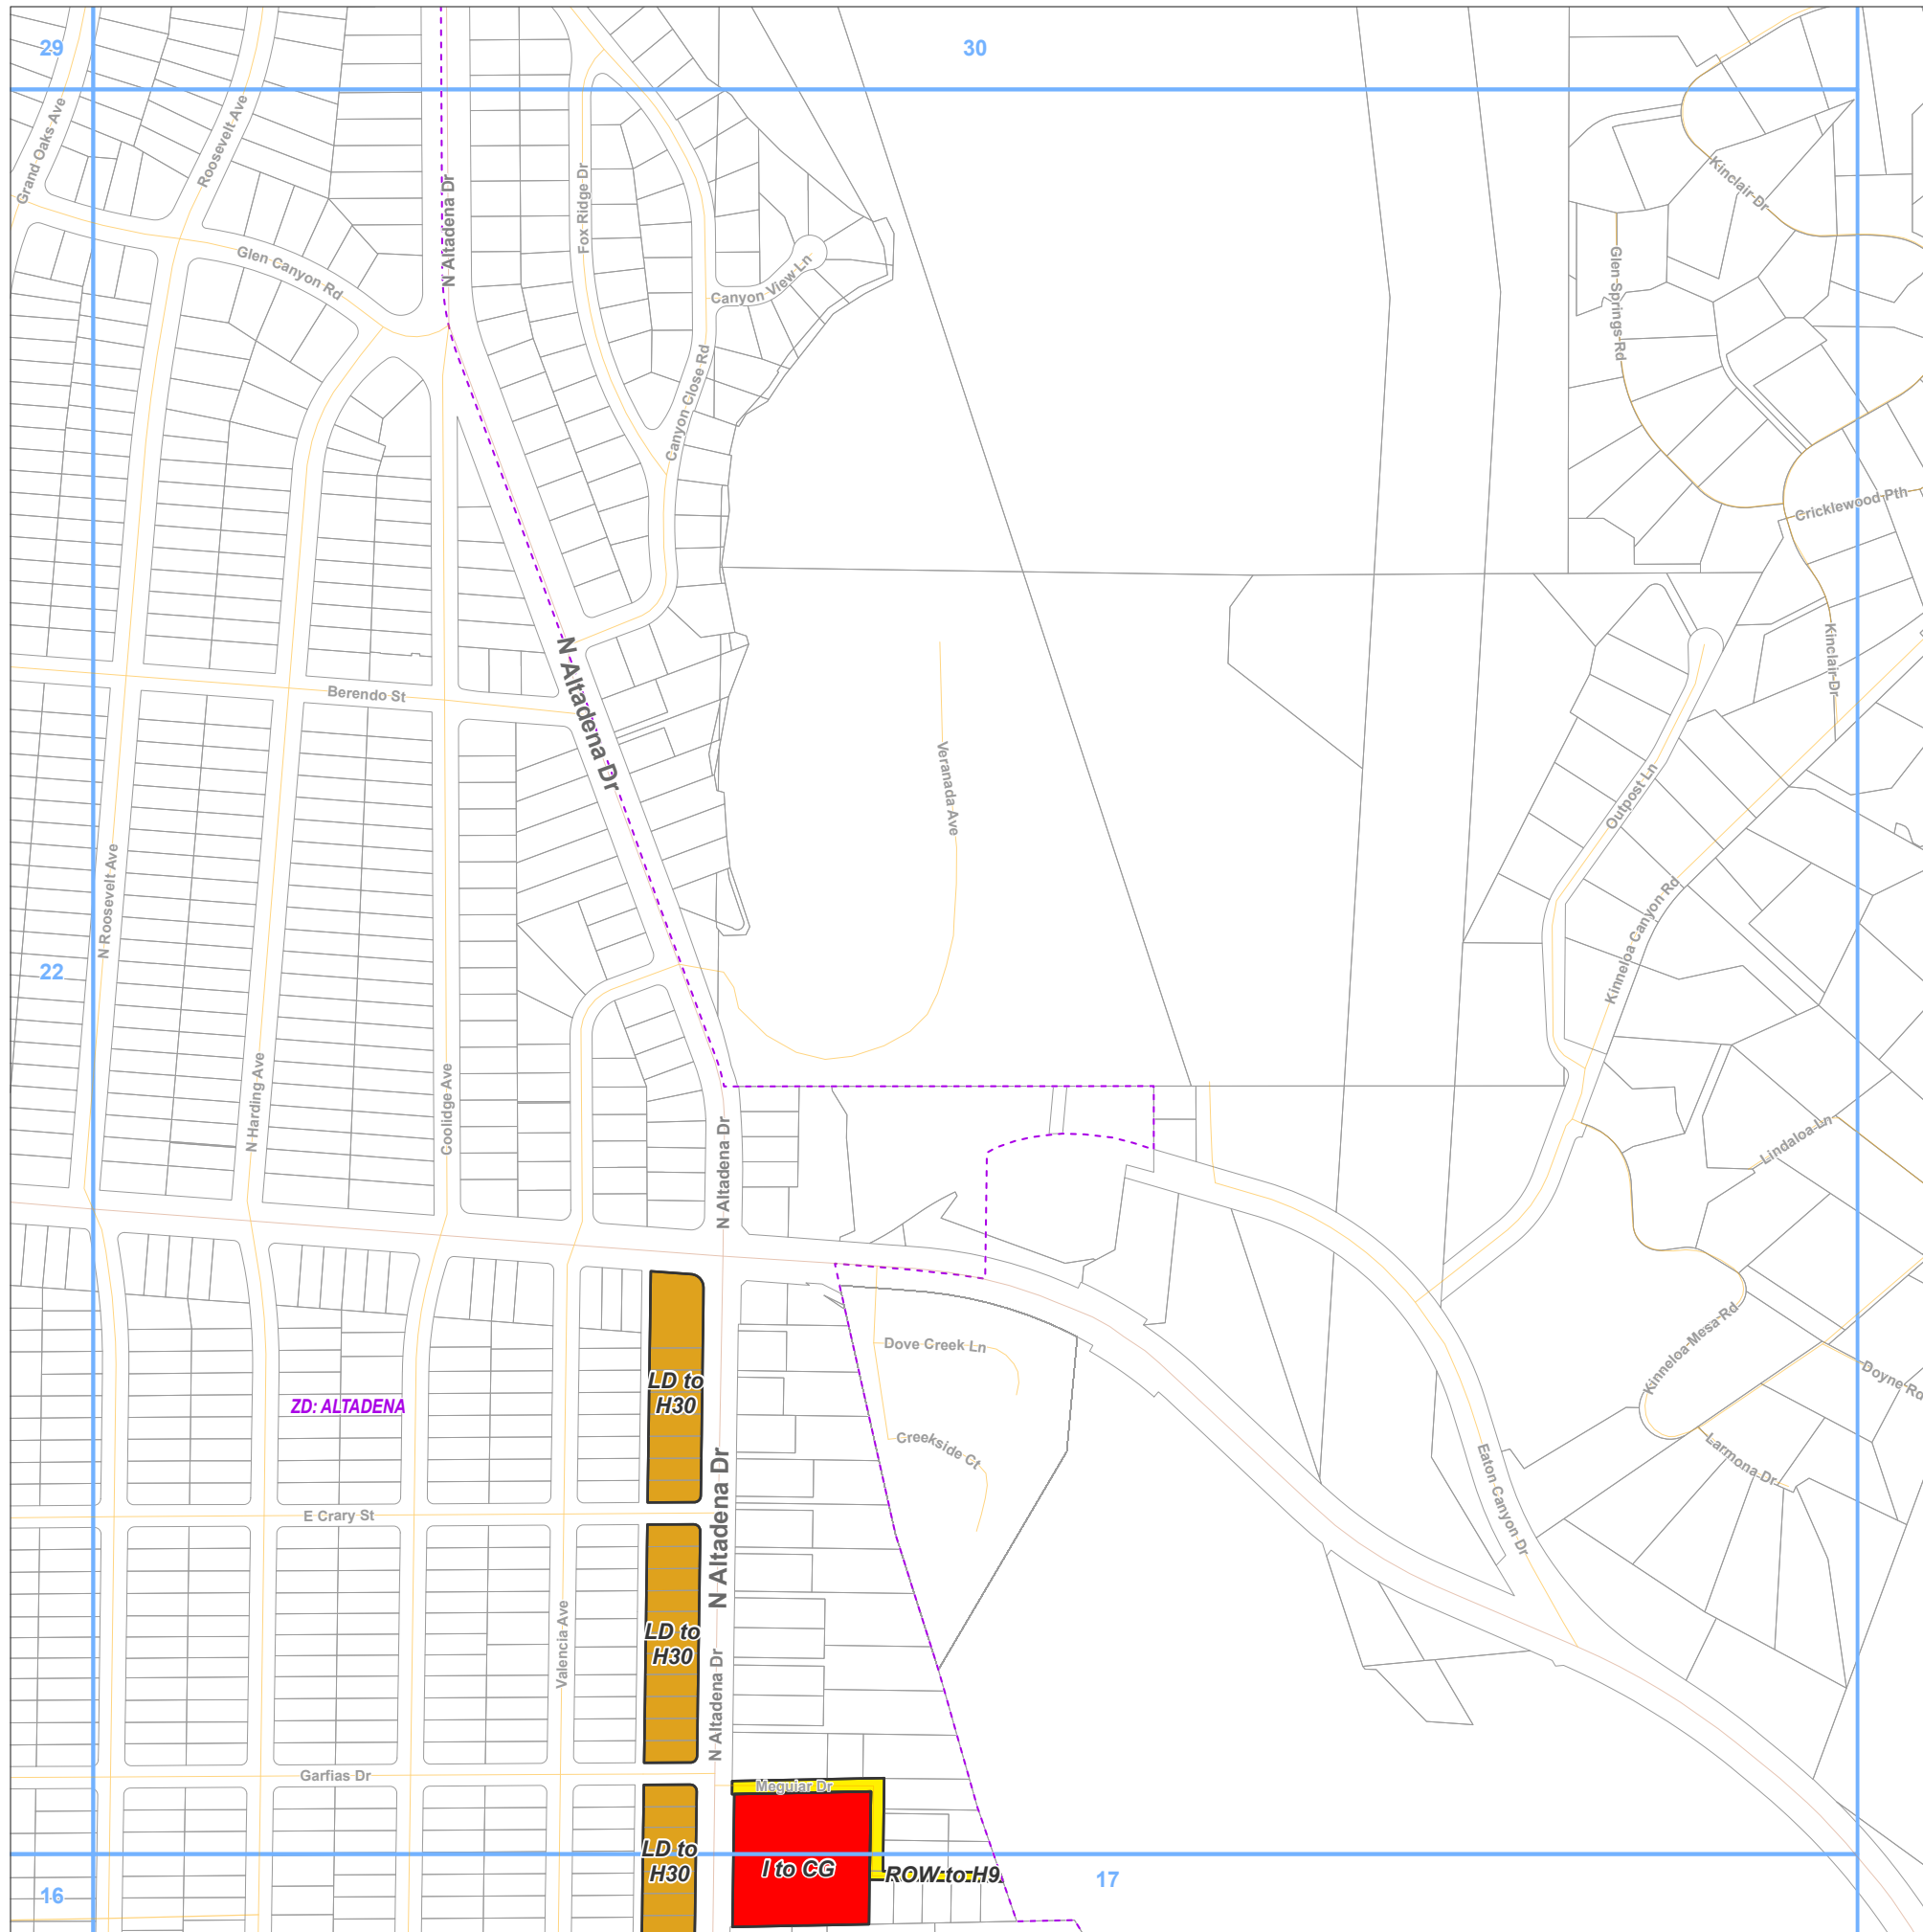 29
30
Grand Oaks Ave
Roosevelt Ave
N Altadena Dr
Fox Ridge Dr
Kinclair Dr
Glen Canyon Rd
Canyon View Ln
Glen Springs Rd
Canyon Close Rd
Cricklewood Pth
N Altadena Dr
Kinclair Dr
Berendo St
Veranada Ave
Outpost Ln
N Roosevelt Ave
Kinneloa Canyon Rd
22
N Harding Ave
Coolidge Ave
N Altadena Dr
Lindaloa Ln
Dove Creek Ln
Kinneloa Mesa Rd
Doyne Rd
LD to
H30
ZD: ALTADENA
Creekside Ct
Larmona Dr
N Altadena Dr
Eaton Canyon Dr
E Crary St
LD to
H30
Valencia Ave
N Altadena Dr
Garfias Dr
Meguiar Dr
LD to
H30
I to CG
ROW to H9
17
16